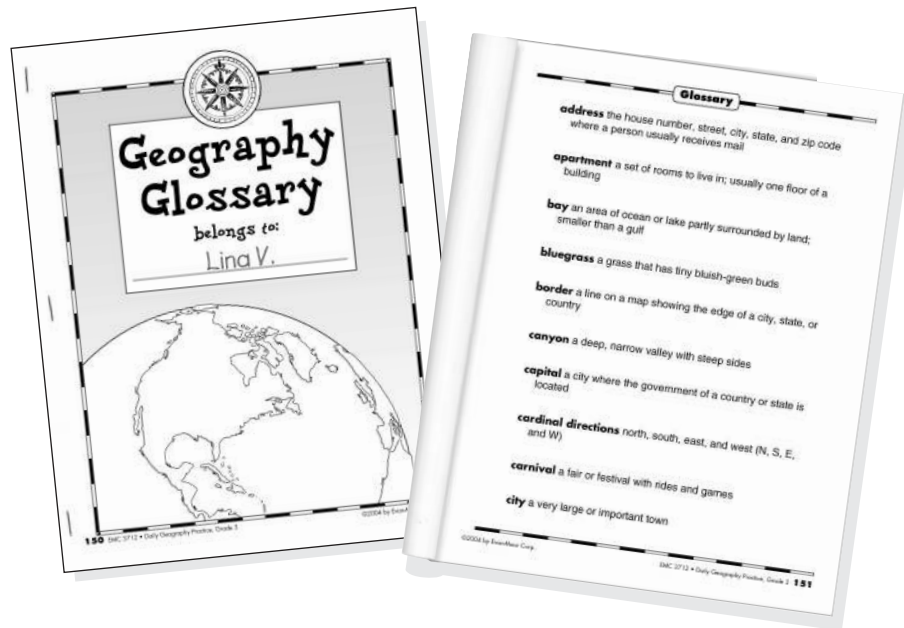 Geography
Glossary
belongs to:
Lina V.
150 EMC 3712 • Daily Geography Practice, Grade 2
©2004 by Evan-Moor
Glossary
address the house number, street, city, state, and zip code
where a person usually receives mail
apartment a set of rooms to live in; usually one floor of a
building
bay an area of ocean or lake partly surrounded by land;
smaller than a gulf
bluegrass a grass that has tiny bluish-green buds
border a line on a map showing the edge of a city, state, or
country
canyon a deep, narrow valley with steep sides
capital a city where the government of a country or state is
located
cardinal directions north, south, east, and west (N, S, E,
and W)
carnival a fair or festival with rides and games
city a very large or important town
©2004 by Evan-Moor Corp.
EMC 3712 • Daily Geography Practice, Grade 2 151